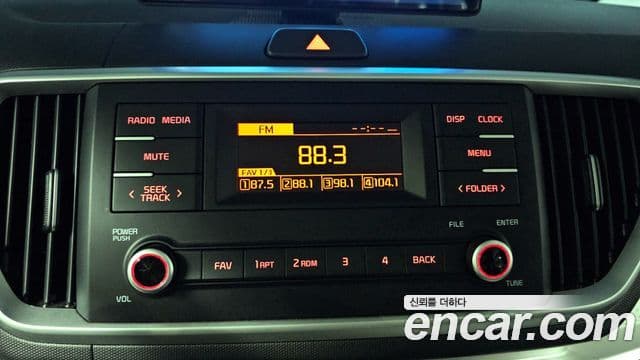 RADIO MEDIA
MUTE
< SEEK TRACK >
FM --:-- --
88.3
FAV 1/3
1 87.5 2 88.1 3 98.1 4 104.1
DISP CLOCK
MENU
< FOLDER >
POWER
PUSH
VOL
FAV 1 RPT 2 RDM 3 4 BACK
FILE ENTER
TUNE
신뢰를 더하다
encar.com